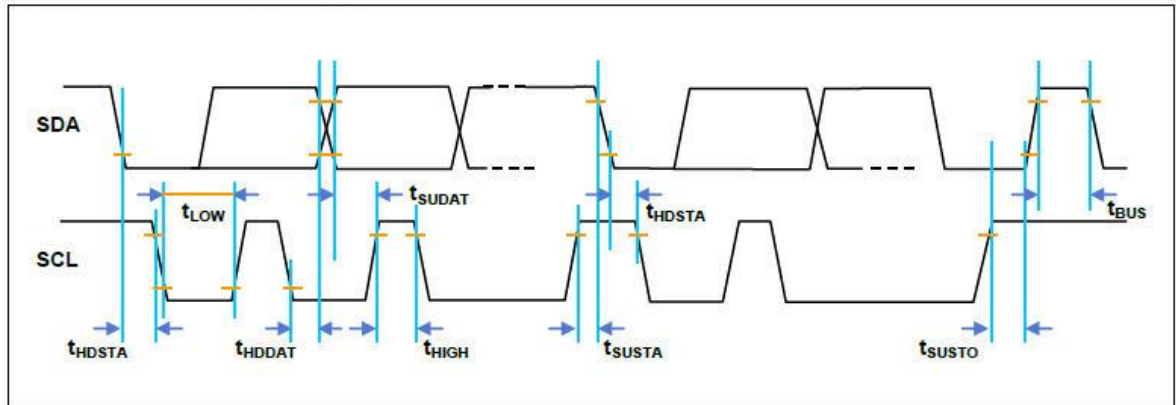 SDA
tSUDAT
tLOW
tHDSTA
tBUS
SCL
tHDSTA
tHDDAT
tHIGH
tSUSTA
tSUSTO